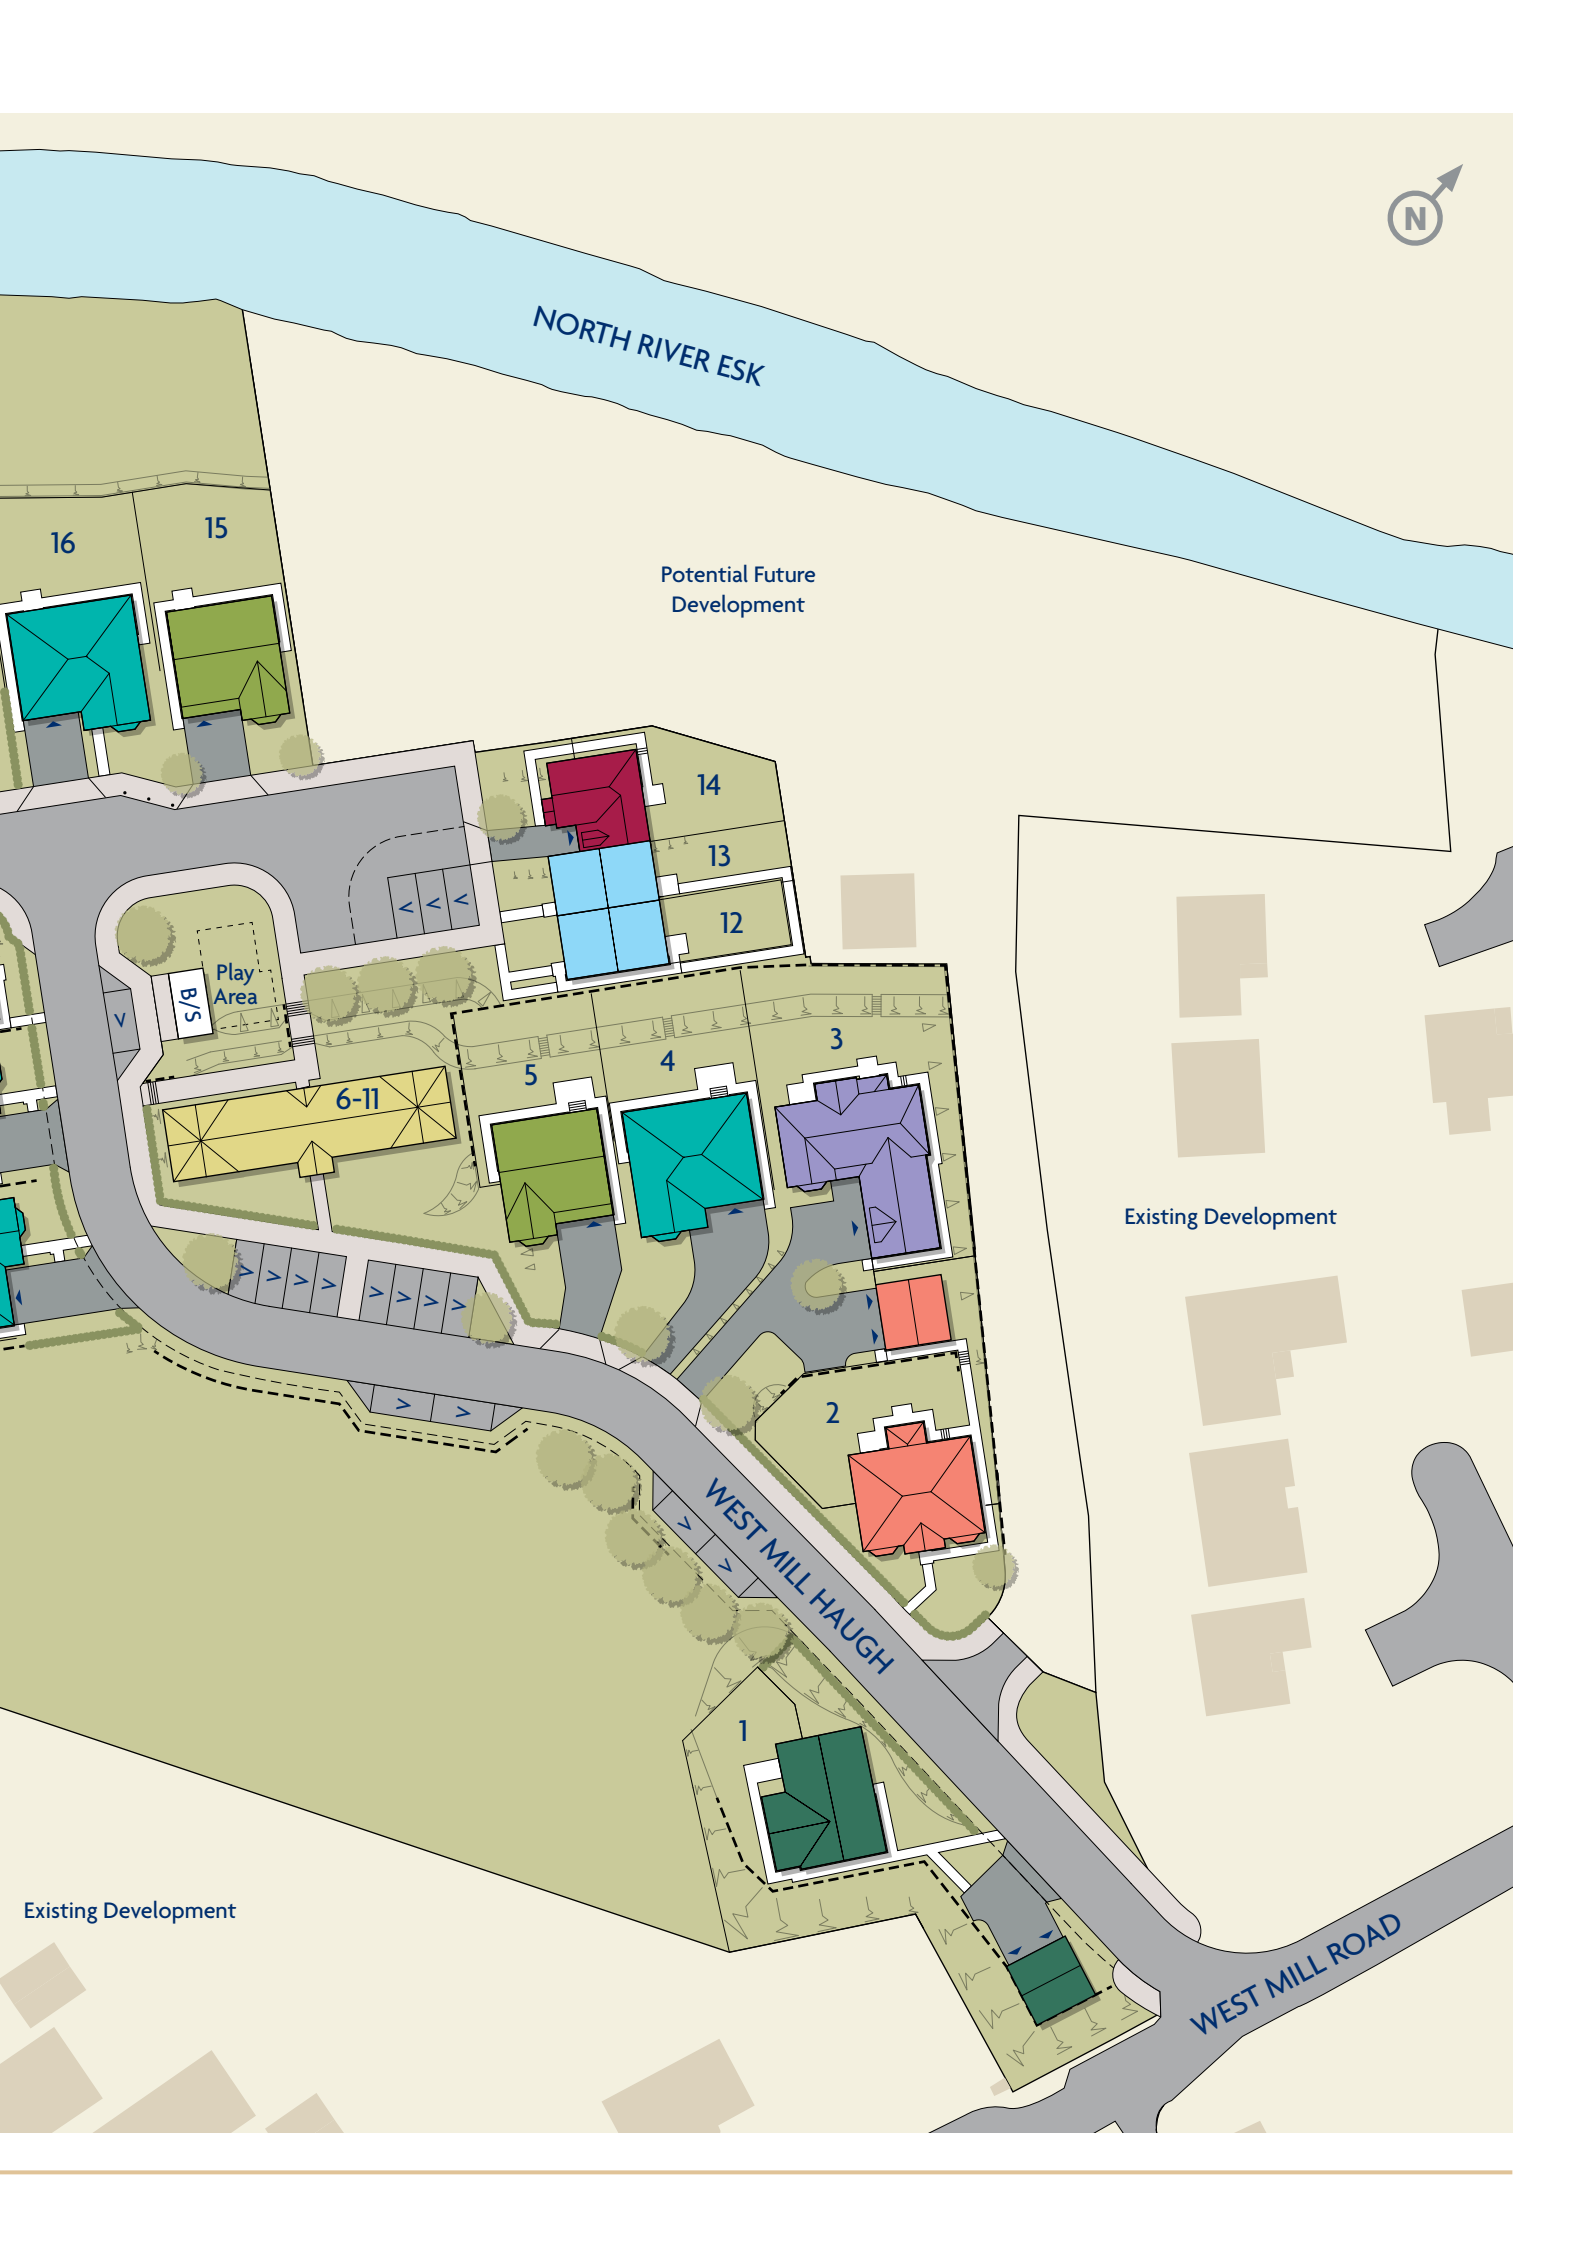 N
NORTH RIVER ESK
16
15
Potential Future
Development
14
13
12
Play
Area
B/S
3
4
5
6-11
Existing Development
2
WEST MILL HAUGH
1
Existing Development
WEST MILL ROAD